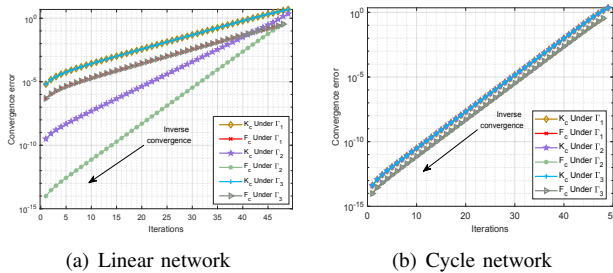 10^0
10^-5
10^-10
10^-15
Convergence error
Inverse
convergence
K_c Under Γ_1
F_c Under Γ_1
K_c Under Γ_2
F_c Under Γ_2
K_c Under Γ_3
F_c Under Γ_3
5 10 15 20 25 30 35 40 45
Iterations
(a) Linear network
10^0
10^-5
10^-10
10^-15
Convergence error
Inverse
convergence
K_c Under Γ_1
F_c Under Γ_1
K_c Under Γ_2
F_c Under Γ_2
K_c Under Γ_3
F_c Under Γ_3
0 10 20 30 40 50
Iterations
(b) Cycle network